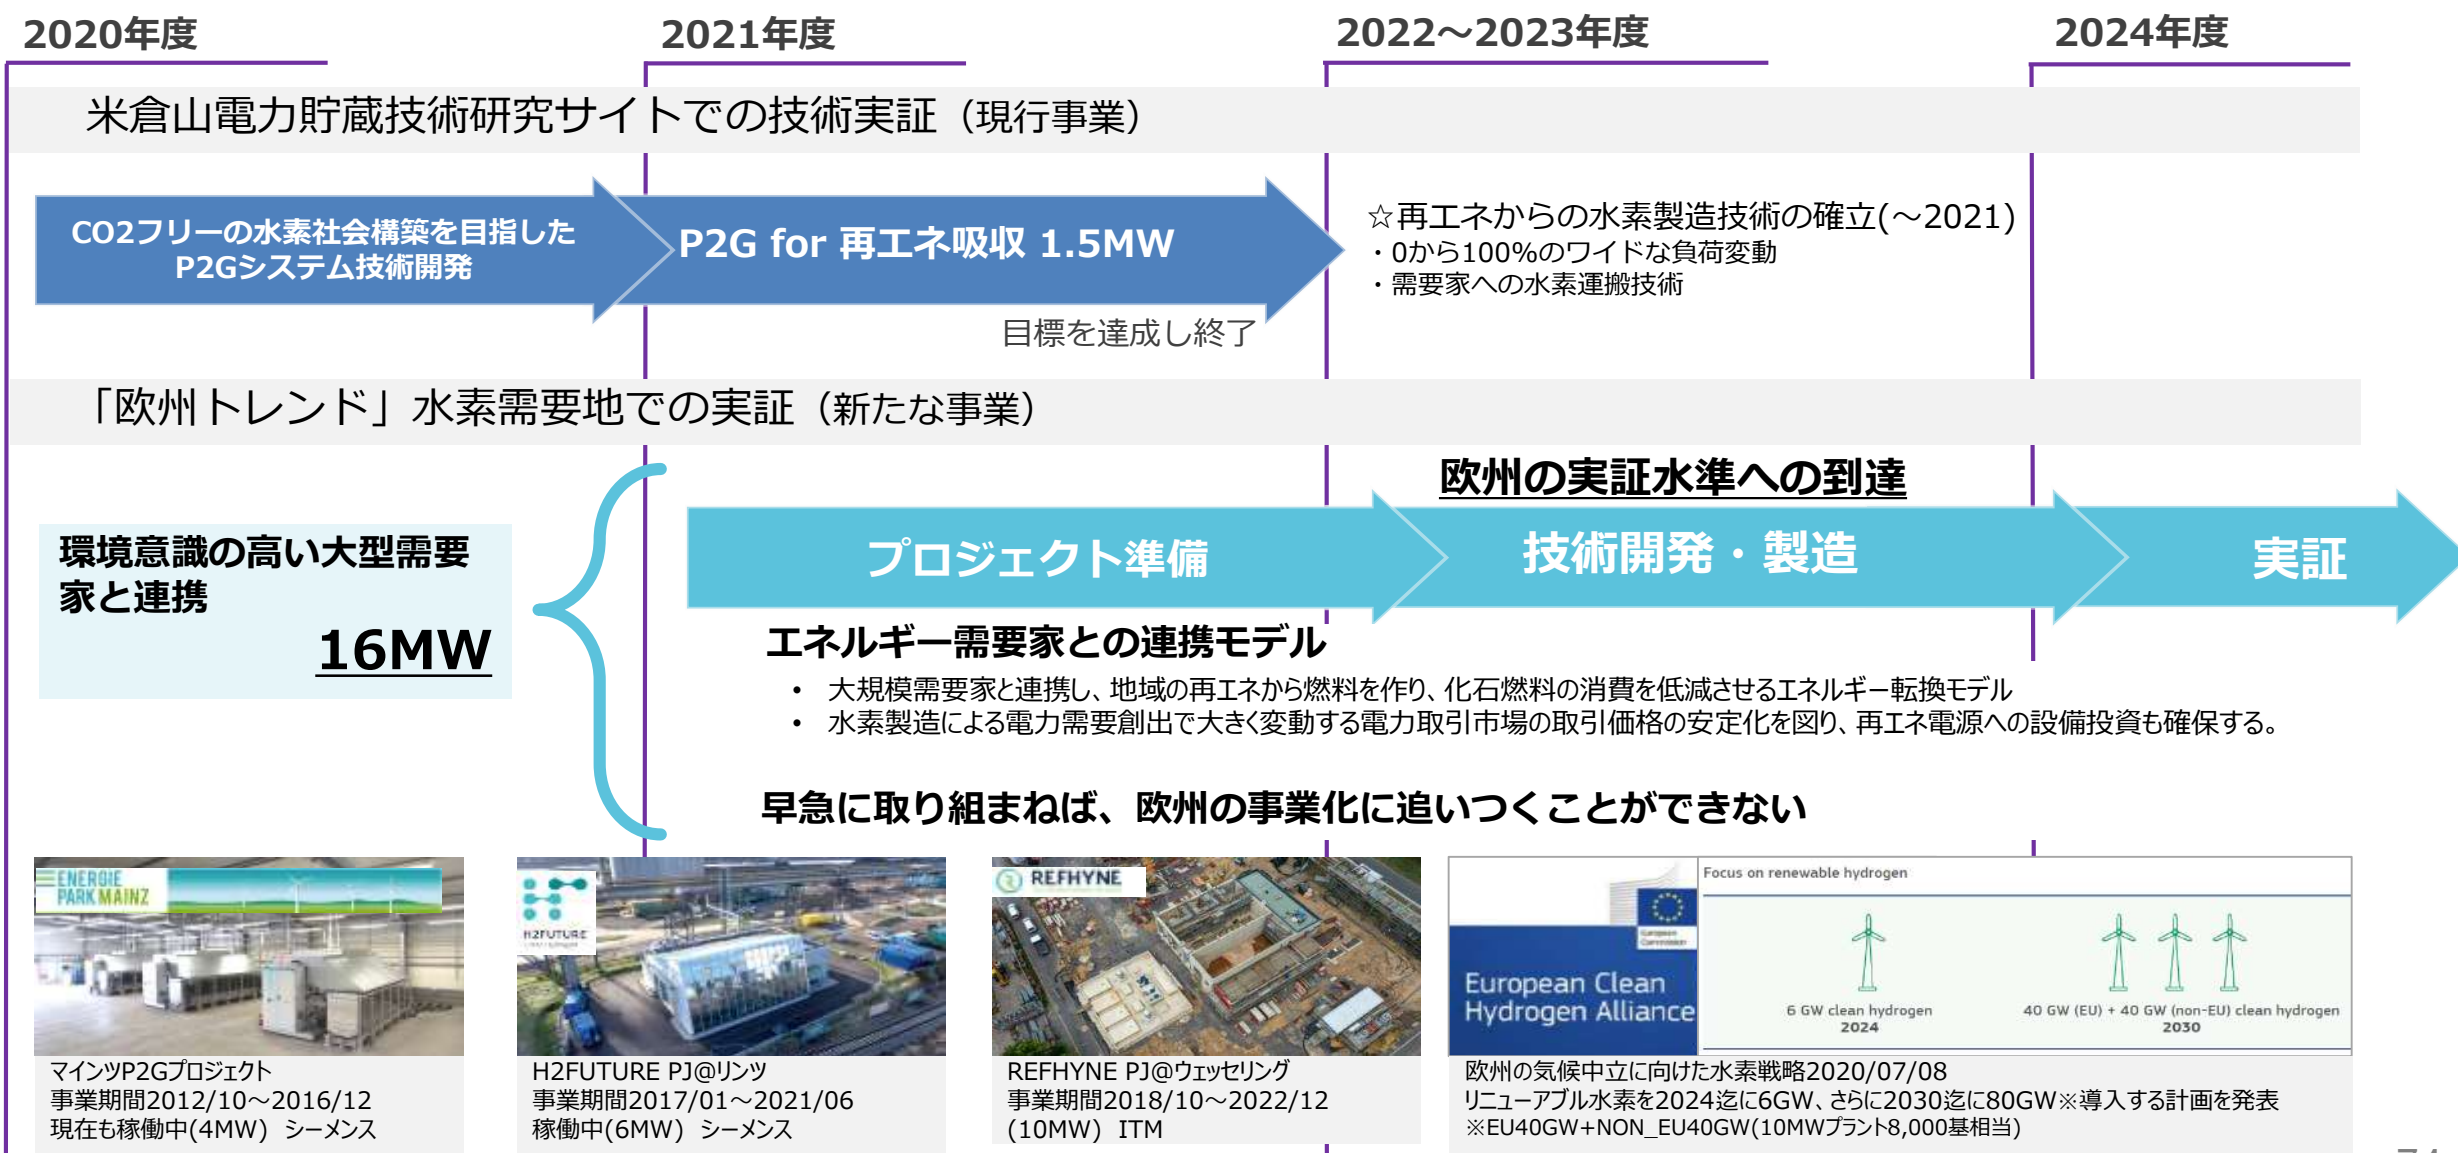 2020年度
2021年度
2022～2023年度
2024年度
米倉山電力貯蔵技術研究サイトでの技術実証（現行事業）
CO2フリーの水素社会構築を目指した
P2Gシステム技術開発
P2G for 再エネ吸収 1.5MW
目標を達成し終了
☆再エネからの水素製造技術の確立(～2021)
・0から100%のワイドな負荷変動
・需要家への水素運搬技術
「欧州トレンド」水素需要地での実証（新たな事業）
環境意識の高い大型需要
家と連携
16MW
欧州の実証水準への到達
プロジェクト準備
技術開発・製造
実証
エネルギー需要家との連携モデル
• 大規模需要家と連携し、地域の再エネから燃料を作り、化石燃料の消費を低減させるエネルギー転換モデル
• 水素製造による電力需要創出で大きく変動する電力取引市場の取引価格の安定化を図り、再エネ電源への設備投資も確保する。
早急に取り組まねば、欧州の事業化に追いつくことができない
ENERGIE
PARK MAINZ
マインツP2Gプロジェクト
事業期間2012/10～2016/12
現在も稼働中(4MW) シーメンス
H2FUTURE
H2FUTURE PJ@リンツ
事業期間2017/01～2021/06
稼働中(6MW) シーメンス
REFHYNE
REFHYNE PJ@ウェッセリング
事業期間2018/10～2022/12
(10MW) ITM
European
Commission
European Clean
Hydrogen Alliance
Focus on renewable hydrogen
6 GW clean hydrogen
2024
40 GW (EU) + 40 GW (non-EU) clean hydrogen
2030
欧州の気候中立に向けた水素戦略2020/07/08
リニューアブル水素を2024迄に6GW、さらに2030迄に80GW※導入する計画を発表
※EU40GW+NON_EU40GW(10MWプラント8,000基相当)